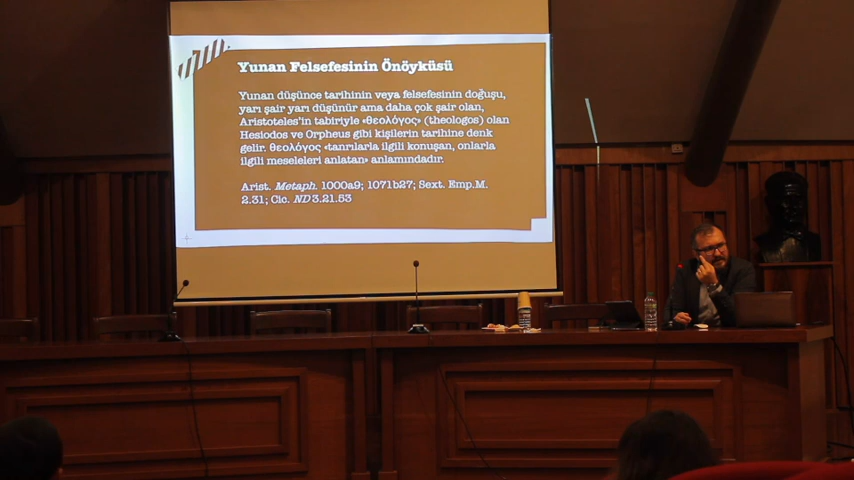 Yunan Felsefesinin Önöyküsü
Yunan düşünce tarihinin veya felsefesinin doğuşu,
yarı şair yarı düşünür ama daha çok şair olan,
Aristoteles'in tabiriyle «θεολόγος» (theologos) olan
Hesiodos ve Orpheus gibi kişilerin tarihine denk
gelir. θεολόγος «tanrılarla ilgili konuşan, onlarla
ilgili meseleleri anlatan» anlamındadır.
Arist. Metaph. 1000a9; 1071b27; Sext. Emp.M.
2.31; Cic. ND 3.21.53